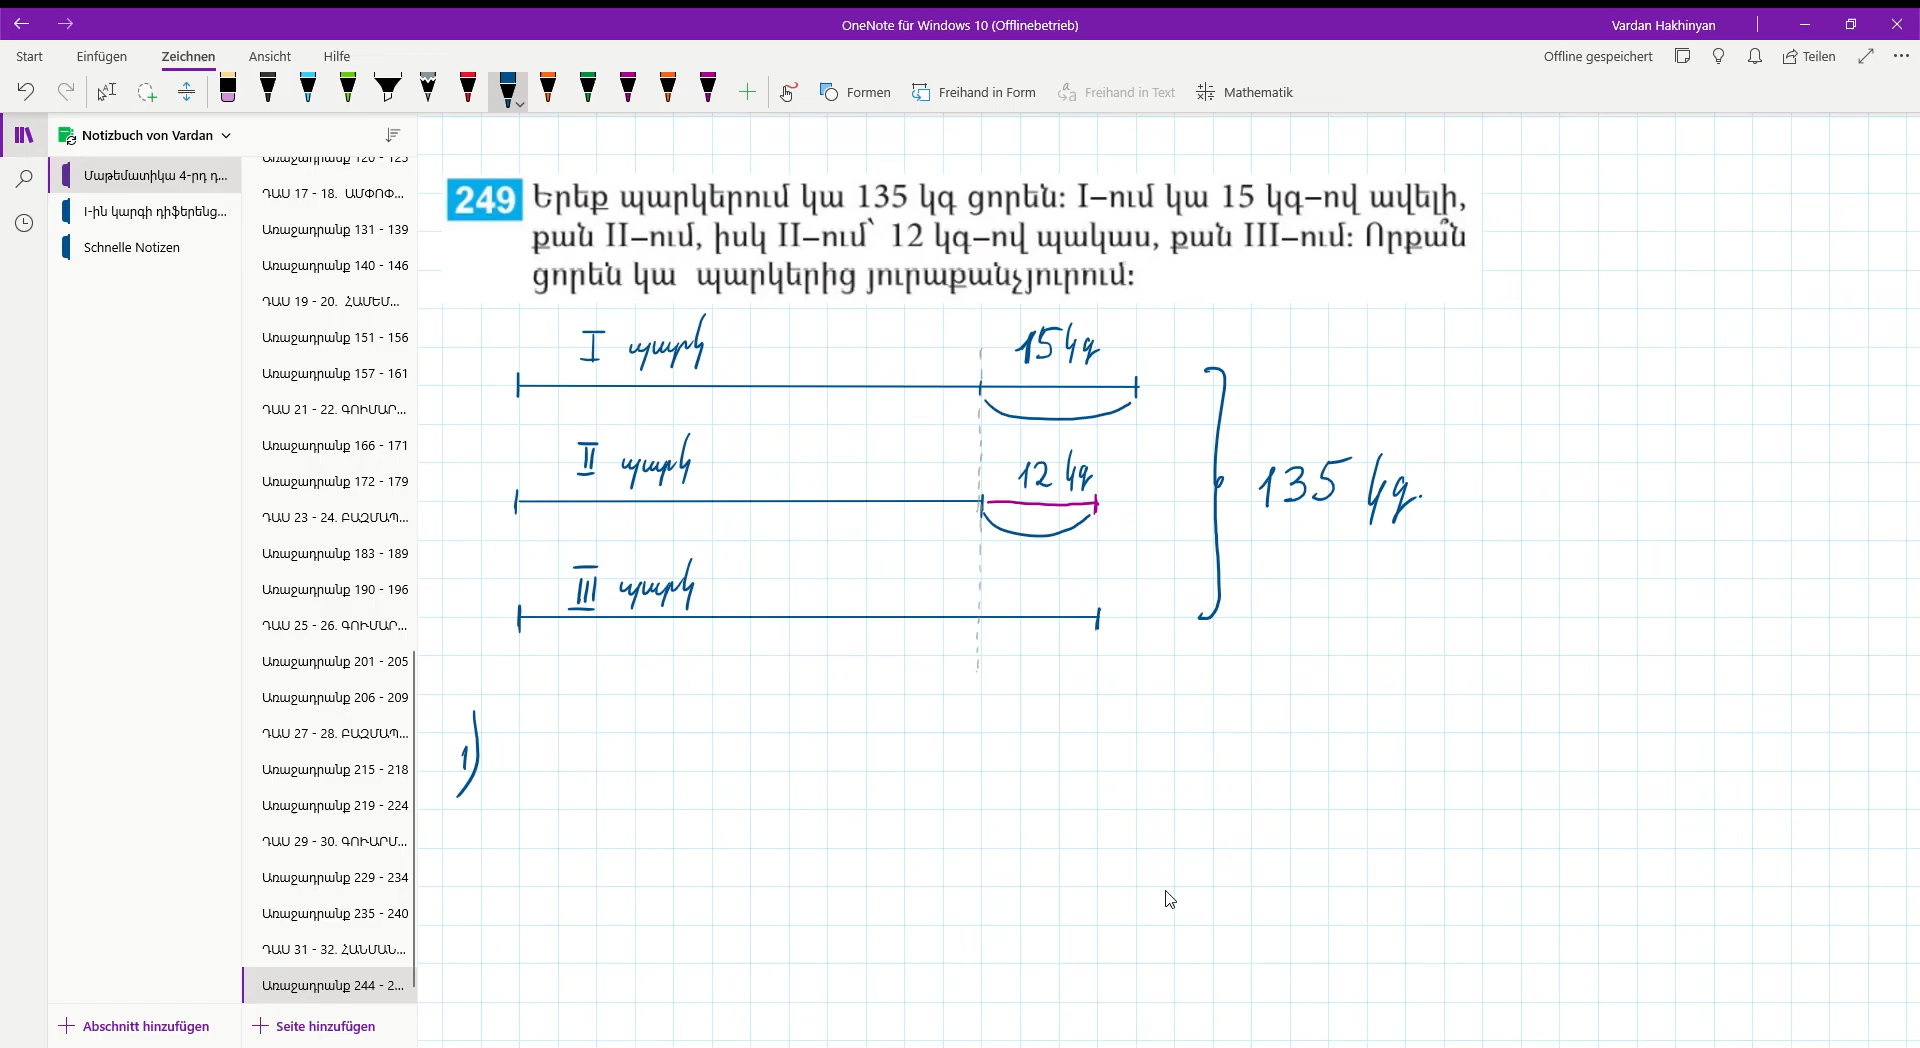 OneNote für Windows 10 (Offlinebetrieb)
Vardan Hakhinyan
Start Einfügen Zeichnen Ansicht Hilfe
Offline gespeichert Teilen
Formen Freihand in Form Freihand in Text Mathematik
Notizbuch von Vardan
Մաթեմատիկա 4-րդ դ...
I-ին կարգի դիֆերենց...
Schnelle Notizen
Առաջադրանք 120 - 125
ԴԱՍ 17 - 18. ԱՄՓՈՓ...
Առաջադրանք 131 - 139
Առաջադրանք 140 - 146
ԴԱՍ 19 - 20. ՀԱՄԵՄ...
Առաջադրանք 151 - 156
Առաջադրանք 157 - 161
ԴԱՍ 21 - 22. ԳՈՒՄԱՐ...
Առաջադրանք 166 - 171
Առաջադրանք 172 - 179
ԴԱՍ 23 - 24. ԲԱԶՄԱՊ...
Առաջադրանք 183 - 189
Առաջադրանք 190 - 196
ԴԱՍ 25 - 26. ԳՈՒՄԱՐ...
Առաջադրանք 201 - 205
Առաջադրանք 206 - 209
ԴԱՍ 27 - 28. ԲԱԶՄԱՊ...
Առաջադրանք 215 - 218
Առաջադրանք 219 - 224
ԴԱՍ 29 - 30. ԳՈՒԱՐՄ...
Առաջադրանք 229 - 234
Առաջադրանք 235 - 240
ԴԱՍ 31 - 32. ՀԱՆՄԱՆ...
Առաջադրանք 244 - 2...
Abschnitt hinzufügen
Seite hinzufügen
249 Երեք պարկերում կա 135 կգ ցորեն: I–ում կա 15 կգ–ով ավելի,
քան II–ում, իսկ II–ում՝ 12 կգ–ով պակաս, քան III–ում: Որքա՞ն
ցորեն կա պարկերից յուրաքանչյուրում:
I պարկ 15 կգ
II պարկ 12 կգ
135 կգ.
III պարկ
1)